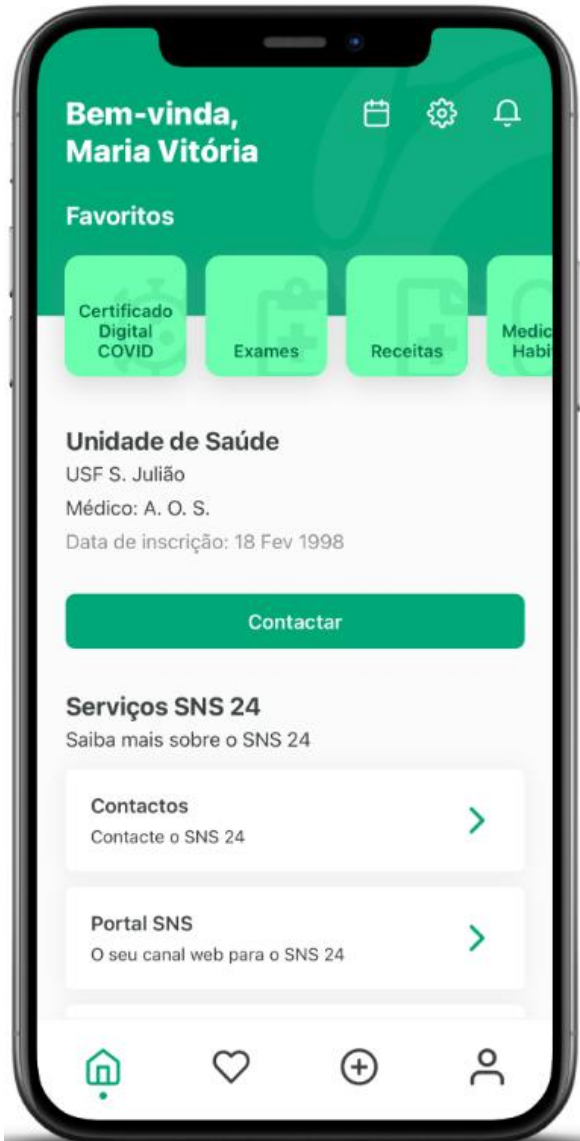 Bem-vinda,
Maria Vitória
Favoritos
Certificado
Digital
COVID
Exames
Receitas
Medic
Habi
Unidade de Saúde
USF S. Julião
Médico: A. O. S.
Data de inscrição: 18 Fev 1998
Contactar
Serviços SNS 24
Saiba mais sobre o SNS 24
Contactos
Contacte o SNS 24
Portal SNS
O seu canal web para o SNS 24